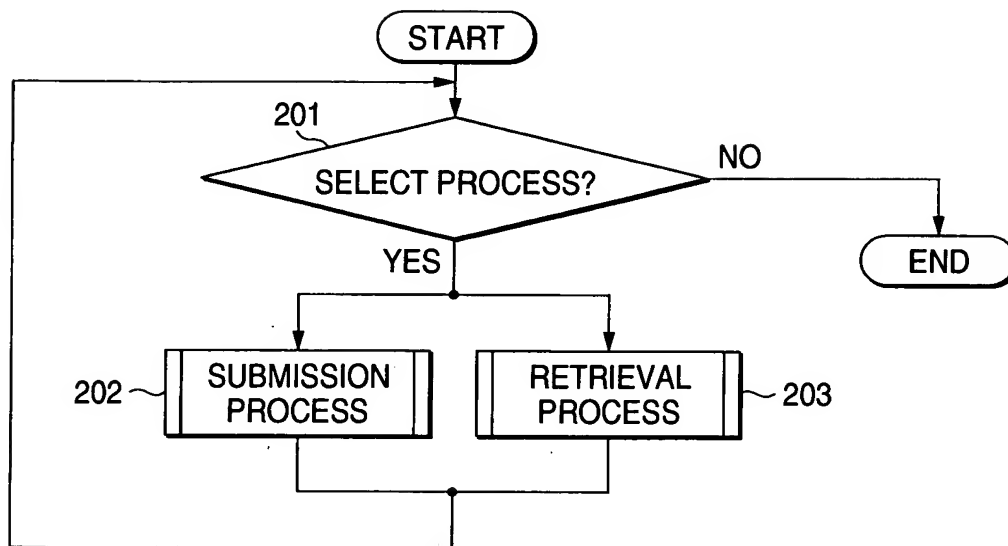 START
201
SELECT PROCESS?
NO
YES
END
202
SUBMISSION
PROCESS
RETRIEVAL
PROCESS
203